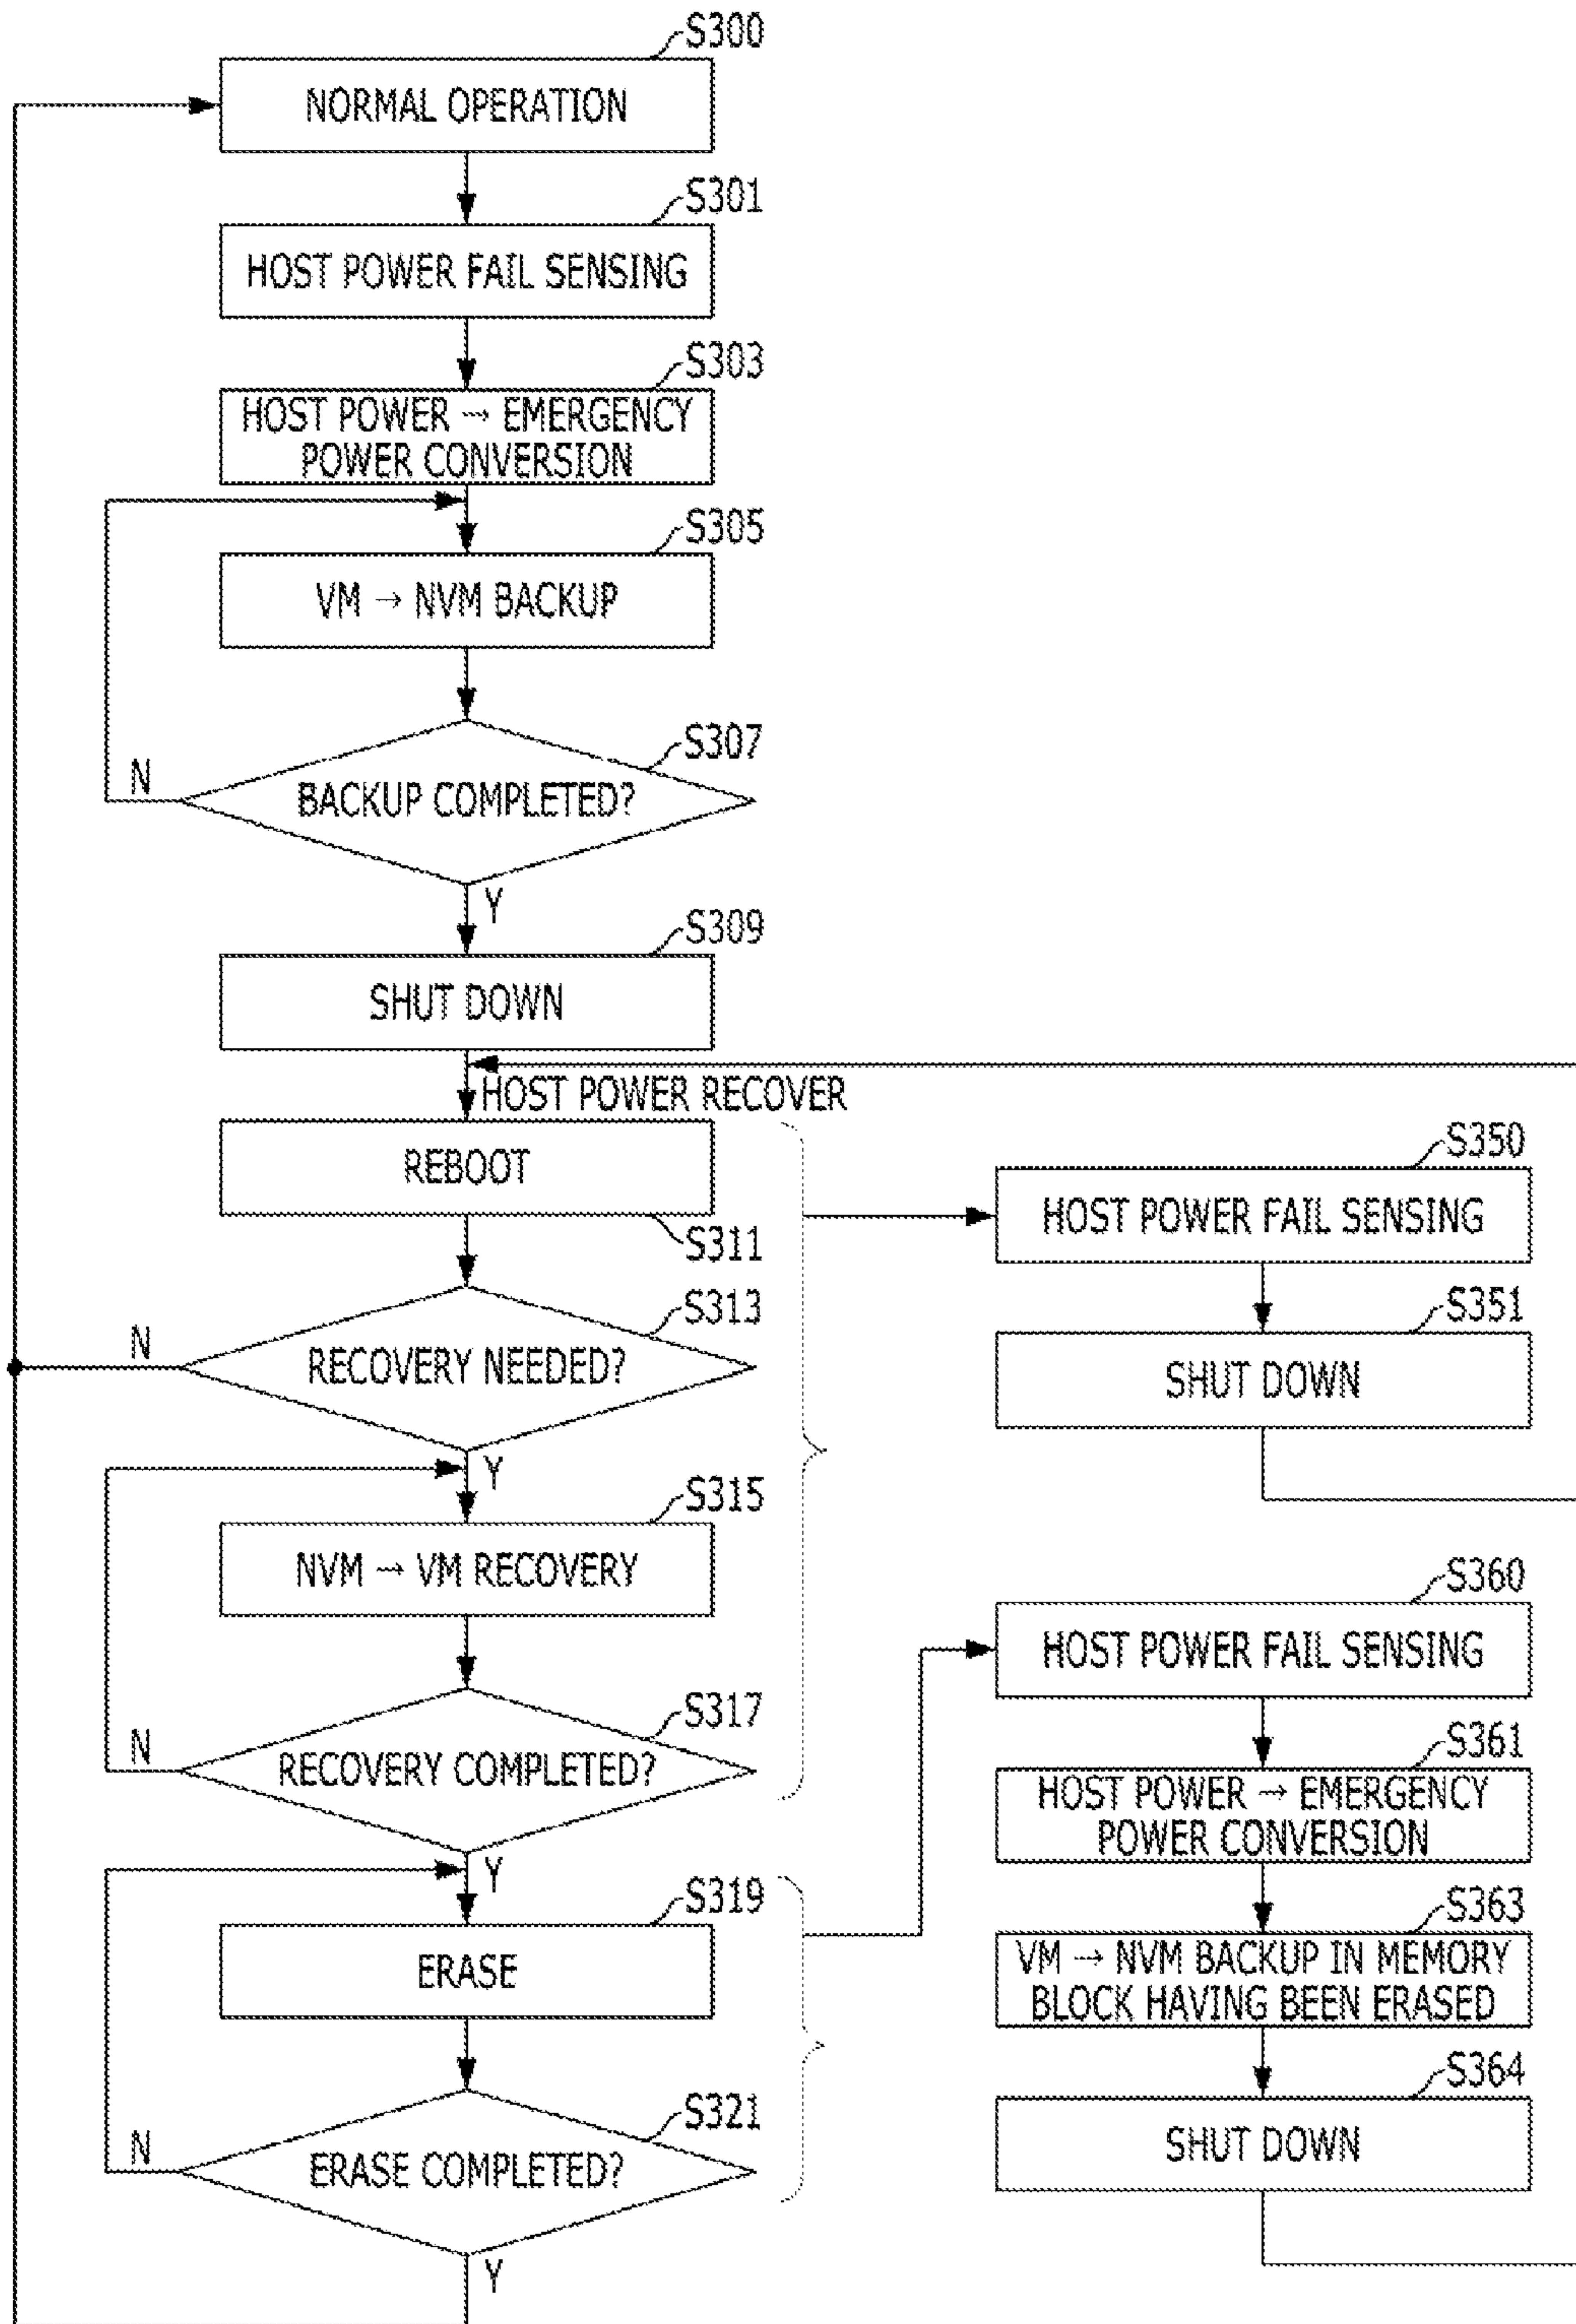 S300
NORMAL OPERATION
S301
HOST POWER FAIL SENSING
S303
HOST POWER → EMERGENCY
POWER CONVERSION
S305
VM → NVM BACKUP
S307
BACKUP COMPLETED?
N
Y
S309
SHUT DOWN
HOST POWER RECOVER
REBOOT
S311
S313
RECOVERY NEEDED?
N
Y
S315
NVM → VM RECOVERY
S317
RECOVERY COMPLETED?
N
Y
S319
ERASE
S321
ERASE COMPLETED?
N
Y
S350
HOST POWER FAIL SENSING
S351
SHUT DOWN
S360
HOST POWER FAIL SENSING
S361
HOST POWER → EMERGENCY
POWER CONVERSION
S363
VM → NVM BACKUP IN MEMORY
BLOCK HAVING BEEN ERASED
S364
SHUT DOWN